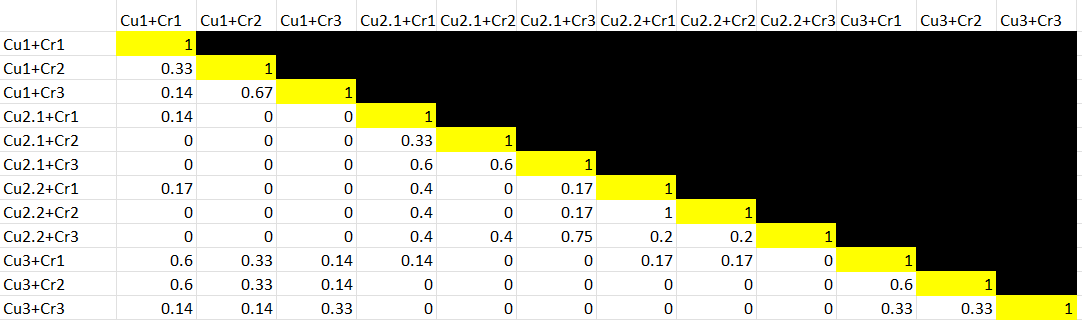 Cu1+Cr1 Cu1+Cr2 Cu1+Cr3 Cu2.1+Cr1 Cu2.1+Cr2 Cu2.1+Cr3 Cu2.2+Cr1 Cu2.2+Cr2 Cu2.2+Cr3 Cu3+Cr1 Cu3+Cr2 Cu3+Cr3
Cu1+Cr1 1
Cu1+Cr2 0.33 1
Cu1+Cr3 0.14 0.67 1
Cu2.1+Cr1 0.14 0 0 1
Cu2.1+Cr2 0 0 0 0.33 1
Cu2.1+Cr3 0 0 0 0.6 0.6 1
Cu2.2+Cr1 0.17 0 0 0.4 0 0.17 1
Cu2.2+Cr2 0 0 0 0.4 0 0.17 1 1
Cu2.2+Cr3 0 0 0 0.4 0.4 0.75 0.2 0.2 1
Cu3+Cr1 0.6 0.33 0.14 0.14 0 0 0.17 0.17 0 1
Cu3+Cr2 0.6 0.33 0.14 0 0 0 0 0 0 0.6 1
Cu3+Cr3 0.14 0.14 0.33 0 0 0 0 0 0 0.33 0.33 1